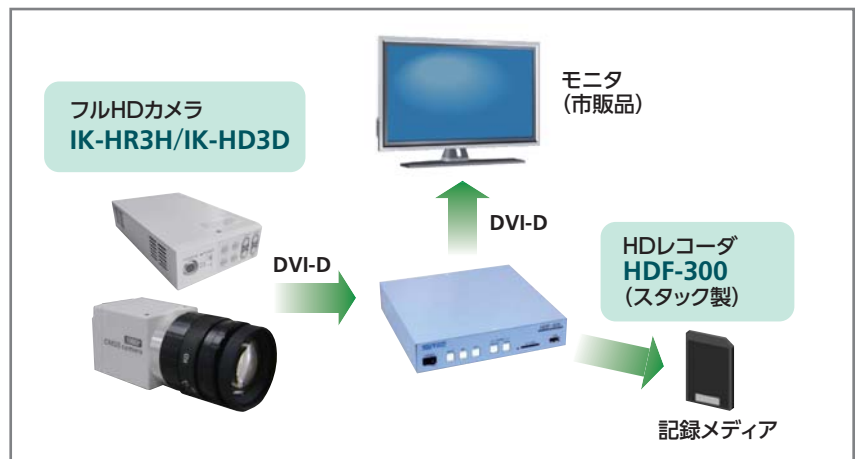 フルHDカメラ
IK-HR3H/IK-HD3D
モニタ
（市販品）
DVI-D
DVI-D
HDレコーダ
HDF-300
（スタック製）
記録メディア